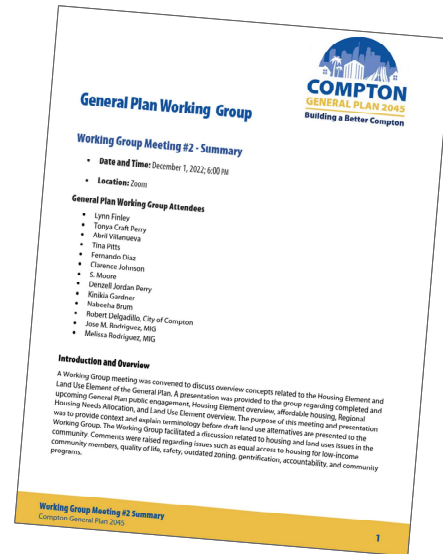 COMPTON
GENERAL PLAN 2045
Building a Better Compton
General Plan Working Group
Working Group Meeting #2 - Summary
• Date and Time: December 1, 2022; 6:00 PM
• Location: Zoom
General Plan Working Group Attendees
• Lynn Finley
• Tonya Craft Perry
• Abril Villanueva
• Tina Pitts
• Fernando Diaz
• Clarence Johnson
• S. Moore
• Denzell Jordan Perry
• Kinikia Gardner
• Nabeeha Brum
• Robert Delgadillo, City of Compton
• Jose M. Rodriguez, MIG
• Melissa Rodriguez, MIG
Introduction and Overview
A Working Group meeting was convened to discuss overview concepts related to the Housing Element and
Land Use Element of the General Plan. A presentation was provided to the group regarding completed and
upcoming General Plan public engagement, Housing Element overview, affordable housing, Regional
Housing Needs Allocation, and Land Use Element overview. The purpose of this meeting and presentation
was to provide context and explain terminology before draft land use alternatives are presented to the
Working Group. The Working Group facilitated a discussion related to housing and land uses issues in the
community. Comments were raised regarding issues such as equal access to housing for low-income
community members, quality of life, safety, outdated zoning, gentrification, accountability, and community
programs.
Working Group Meeting #2 Summary
Compton General Plan 2045
1